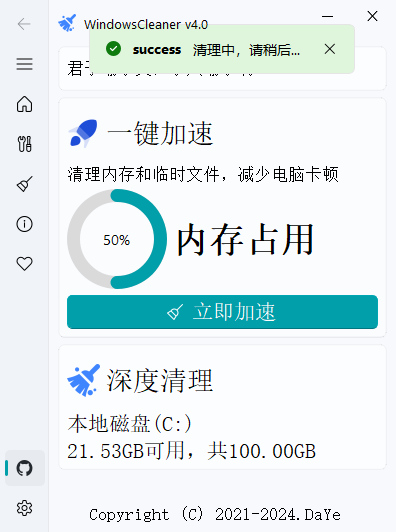 WindowsCleaner v4.0
success 清理中，请稍后...
一键加速
清理内存和临时文件，减少电脑卡顿
50%
内存占用
立即加速
深度清理
本地磁盘(C:)
21.53GB可用，共100.00GB
Copyright (C) 2021-2024.DaYe